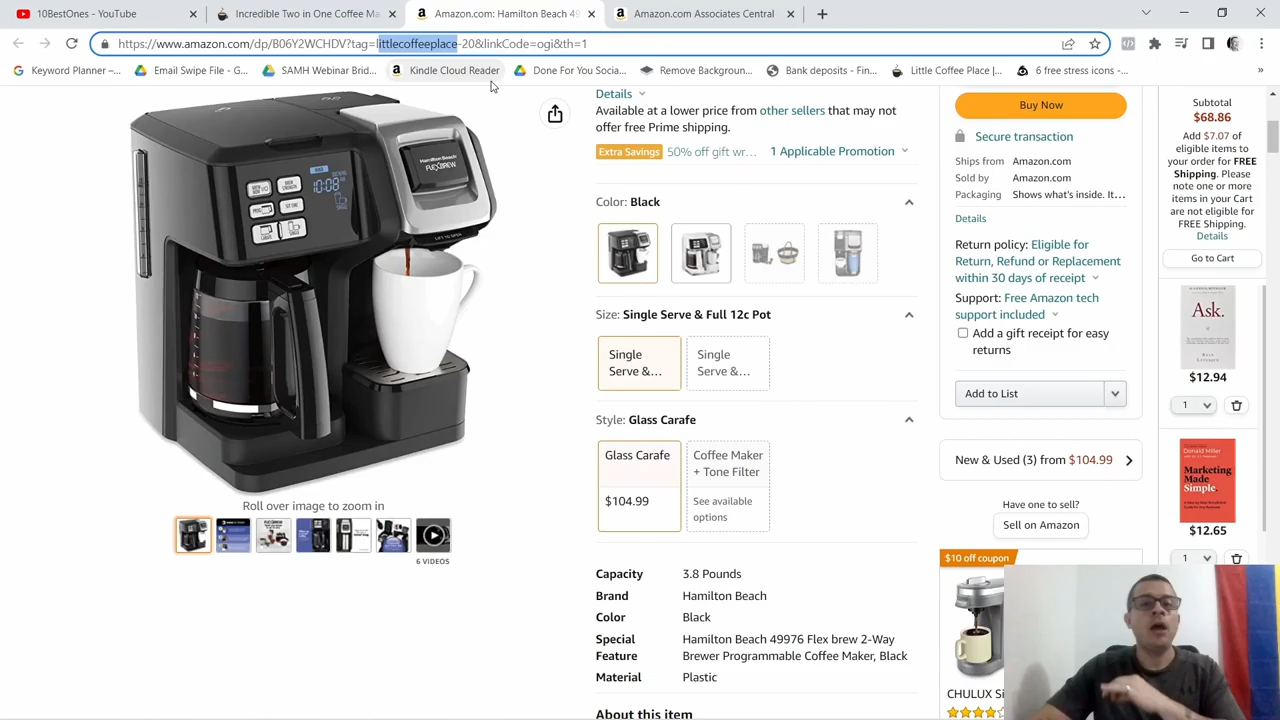 10BestOnes - YouTube
Incredible Two in One Coffee Ma
Amazon.com: Hamilton Beach 49
Amazon.com Associates Central
https://www.amazon.com/dp/B06Y2WCHDV?tag=littlecoffeeplace-20&linkCode=ogi&th=1
Keyword Planner –...
Email Swipe File - G...
SAMH Webinar Brid...
Kindle Cloud Reader
Done For You Socia...
Remove Backgroun...
Bank deposits - Fin...
Little Coffee Place |...
6 free stress icons -...
»
Hamilton Beach
FLEXBREW
10:08
Roll over image to zoom in
6 VIDEOS
Details
Available at a lower price from other sellers that may not
offer free Prime shipping.
Extra Savings 50% off gift wr... 1 Applicable Promotion
Color: Black
Size: Single Serve & Full 12c Pot
Single
Serve &...
Single
Serve &...
Style: Glass Carafe
Glass Carafe
$104.99
Coffee Maker
+ Tone Filter
See available
options
Capacity 3.8 Pounds
Brand Hamilton Beach
Color Black
Special Hamilton Beach 49976 Flex brew 2-Way
Feature Brewer Programmable Coffee Maker, Black
Material Plastic
About this item
Buy Now
Secure transaction
Ships from Amazon.com
Sold by Amazon.com
Packaging Shows what's inside. It...
Details
Return policy: Eligible for
Return, Refund or Replacement
within 30 days of receipt
Support: Free Amazon tech
support included
Add a gift receipt for easy
returns
Add to List
New & Used (3) from $104.99
Have one to sell?
Sell on Amazon
$10 off coupon
CHULUX Si
Subtotal
$68.86
Add $7.07 of
eligible items to
your order for FREE
Shipping. Please
note one or more
items in your Cart
are not eligible for
FREE Shipping.
Details
Go to Cart
Ask.
$12.94
1
Donald Miller
Marketing
Made
Simple
$12.65
1